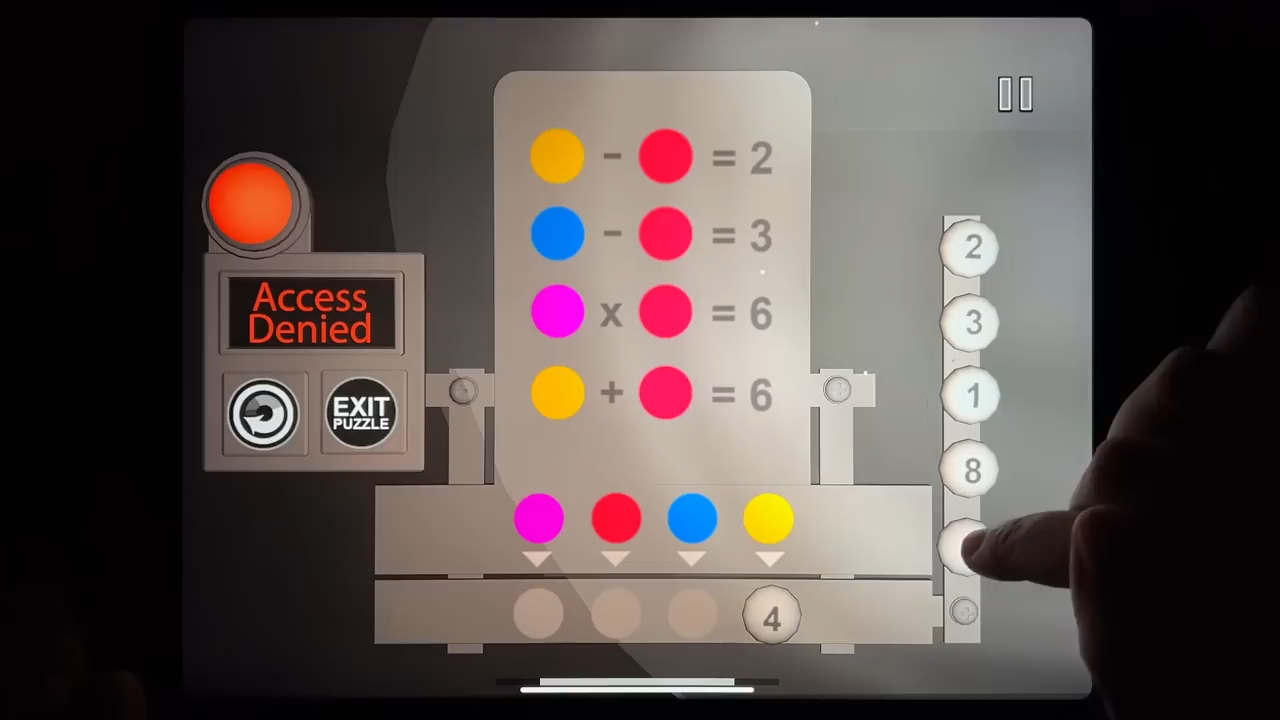 - = 2
- = 3
x = 6
+ = 6
Access
Denied
EXIT
PUZZLE
2
3
1
8
4